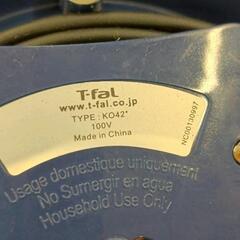 T-fal
www.t-fal.co.jp
TYPE : KO42*
100V
Made in China
NC00130997
Usage domestique uniquement
No Sumergir en agua
Household Use Only